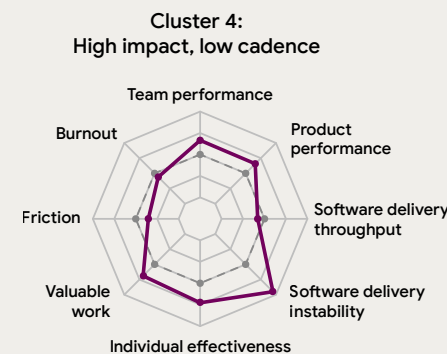 Cluster 4:
High impact, low cadence
Team performance
Burnout
Product
performance
Friction
Software delivery
throughput
Valuable
work
Software delivery
instability
Individual effectiveness